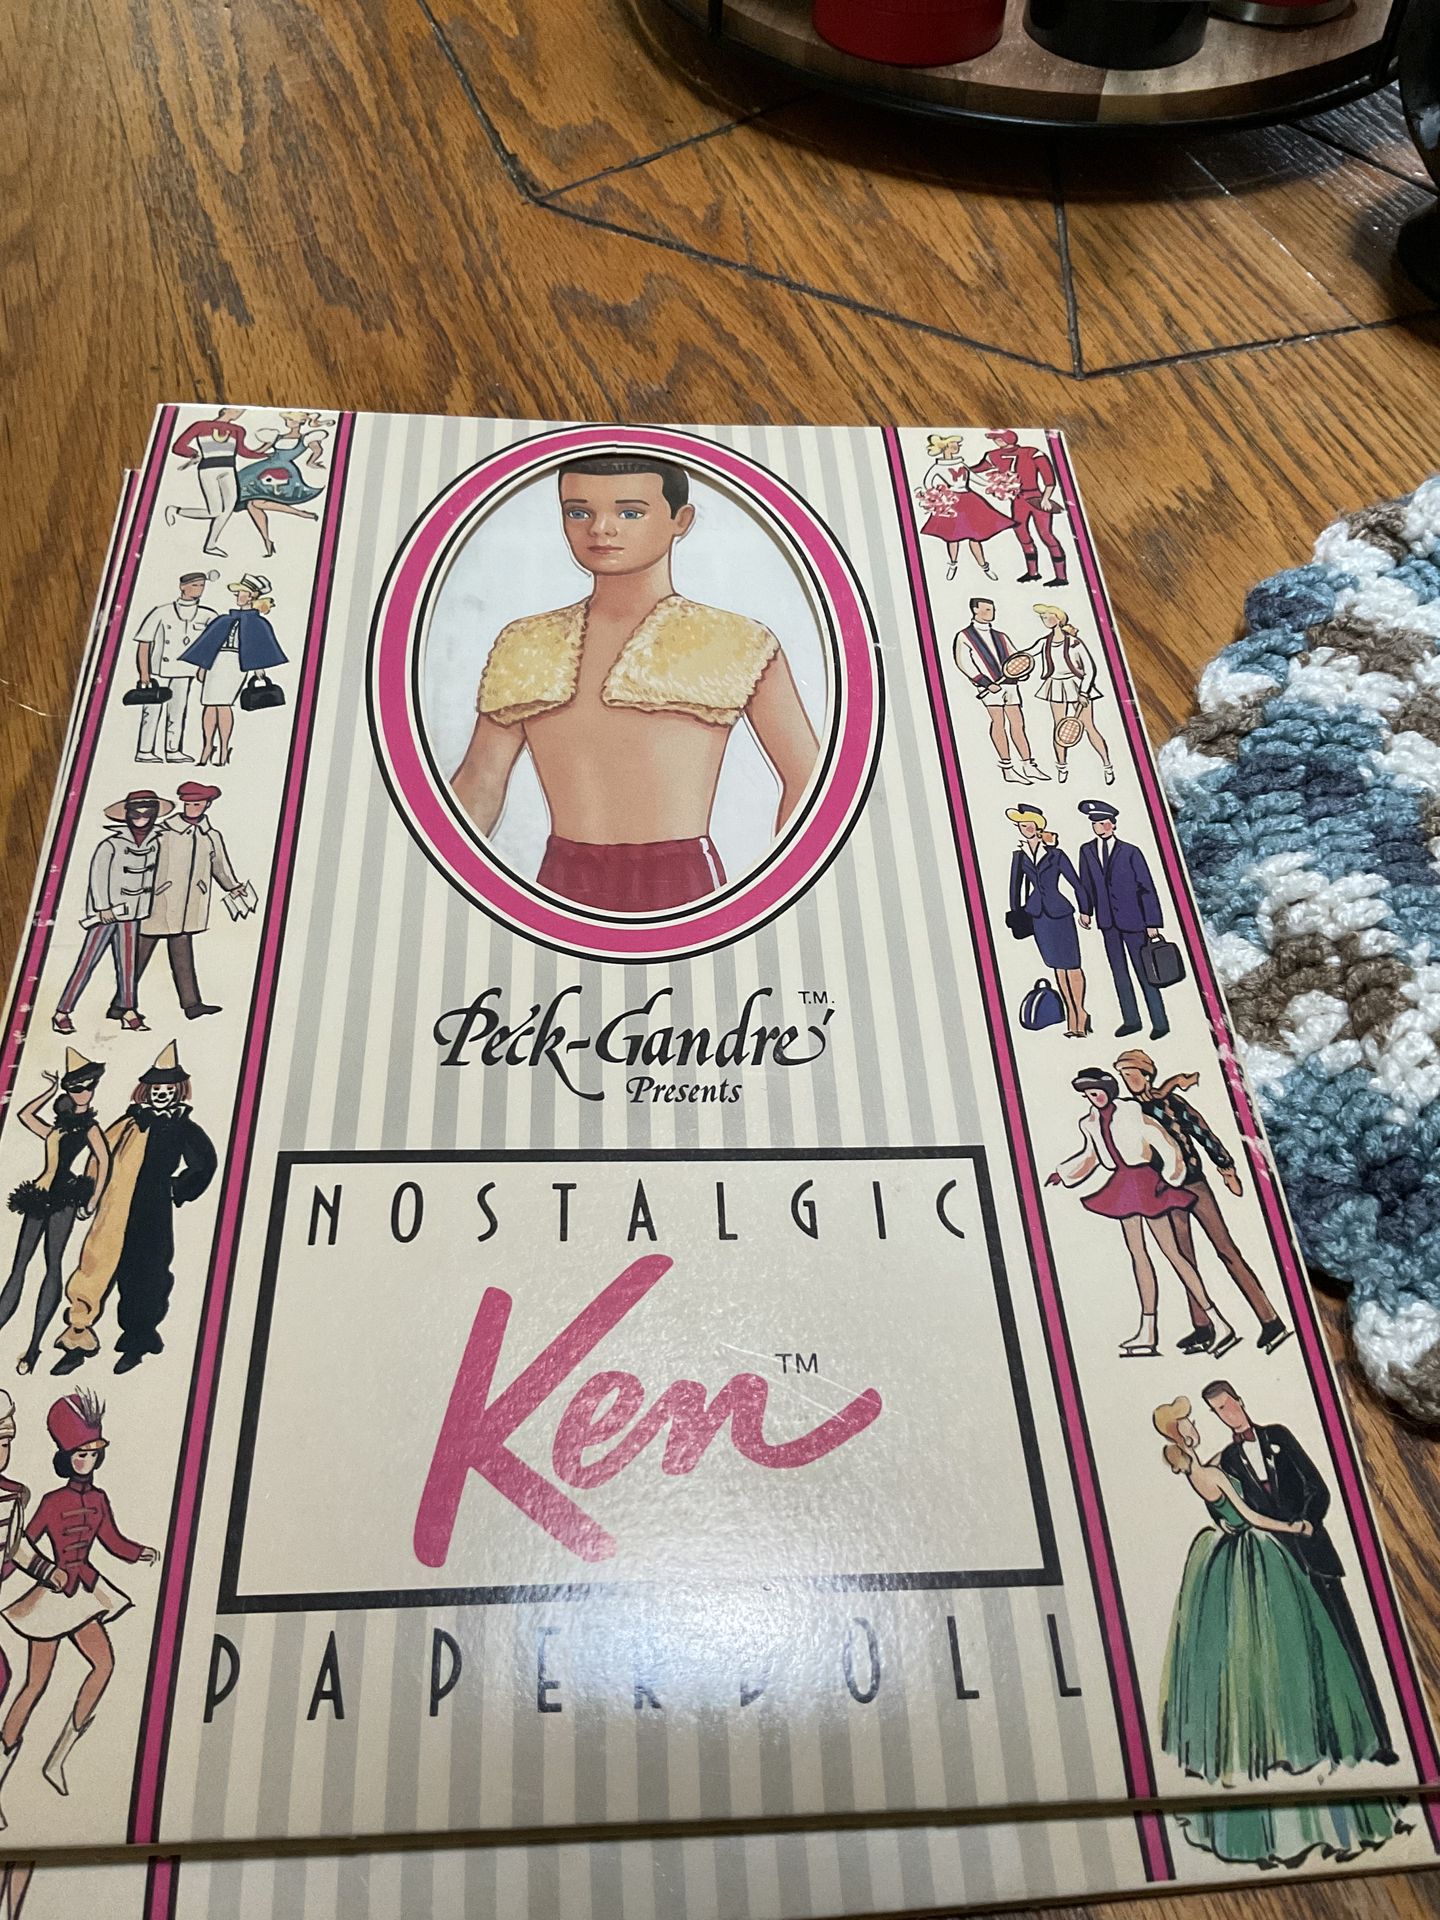 Peck-Gandré T.M.
Presents
NOSTALGIC
Ken TM
PAPERDOLL